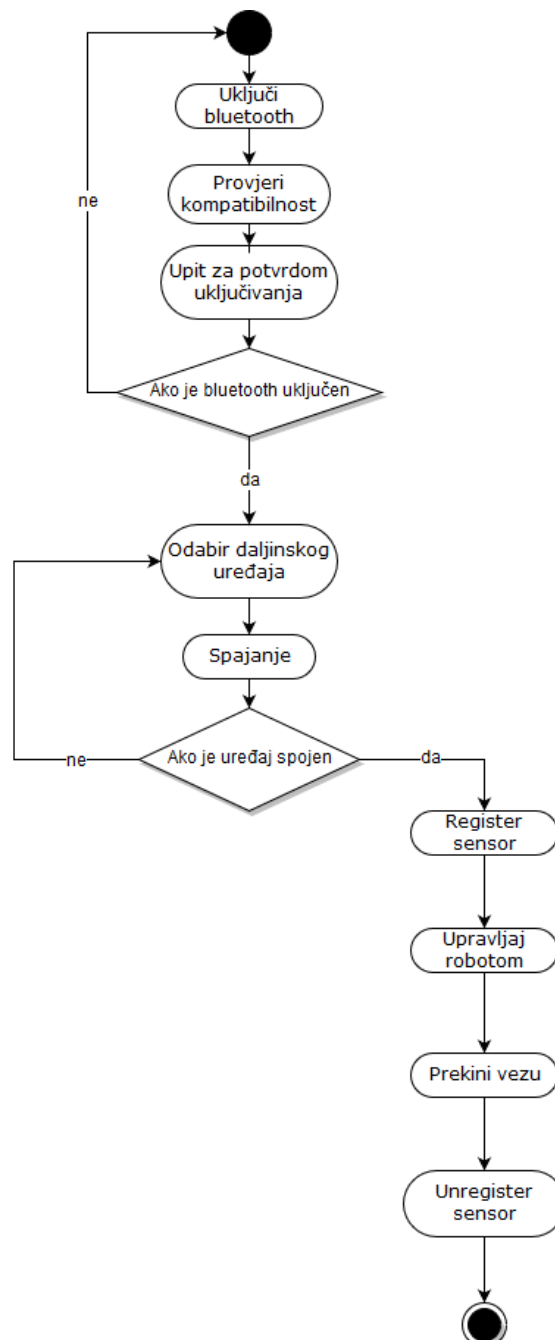 Uključi
bluetooth
ne
Provjeri
kompatibilnost
Upit za potvrdom
uključivanja
Ako je bluetooth uključen
da
Odabir daljinskog
uređaja
Spajanje
Ako je uređaj spojen
ne
da
Register
sensor
Upravljaj
robotom
Prekini vezu
Unregister
sensor